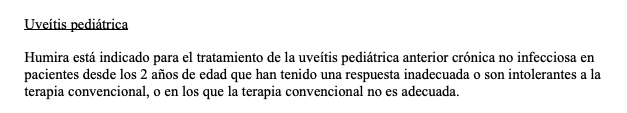 Uveítis pediátrica
Humira está indicado para el tratamiento de la uveítis pediátrica anterior crónica no infecciosa en
pacientes desde los 2 años de edad que han tenido una respuesta inadecuada o son intolerantes a la
terapia convencional, o en los que la terapia convencional no es adecuada.